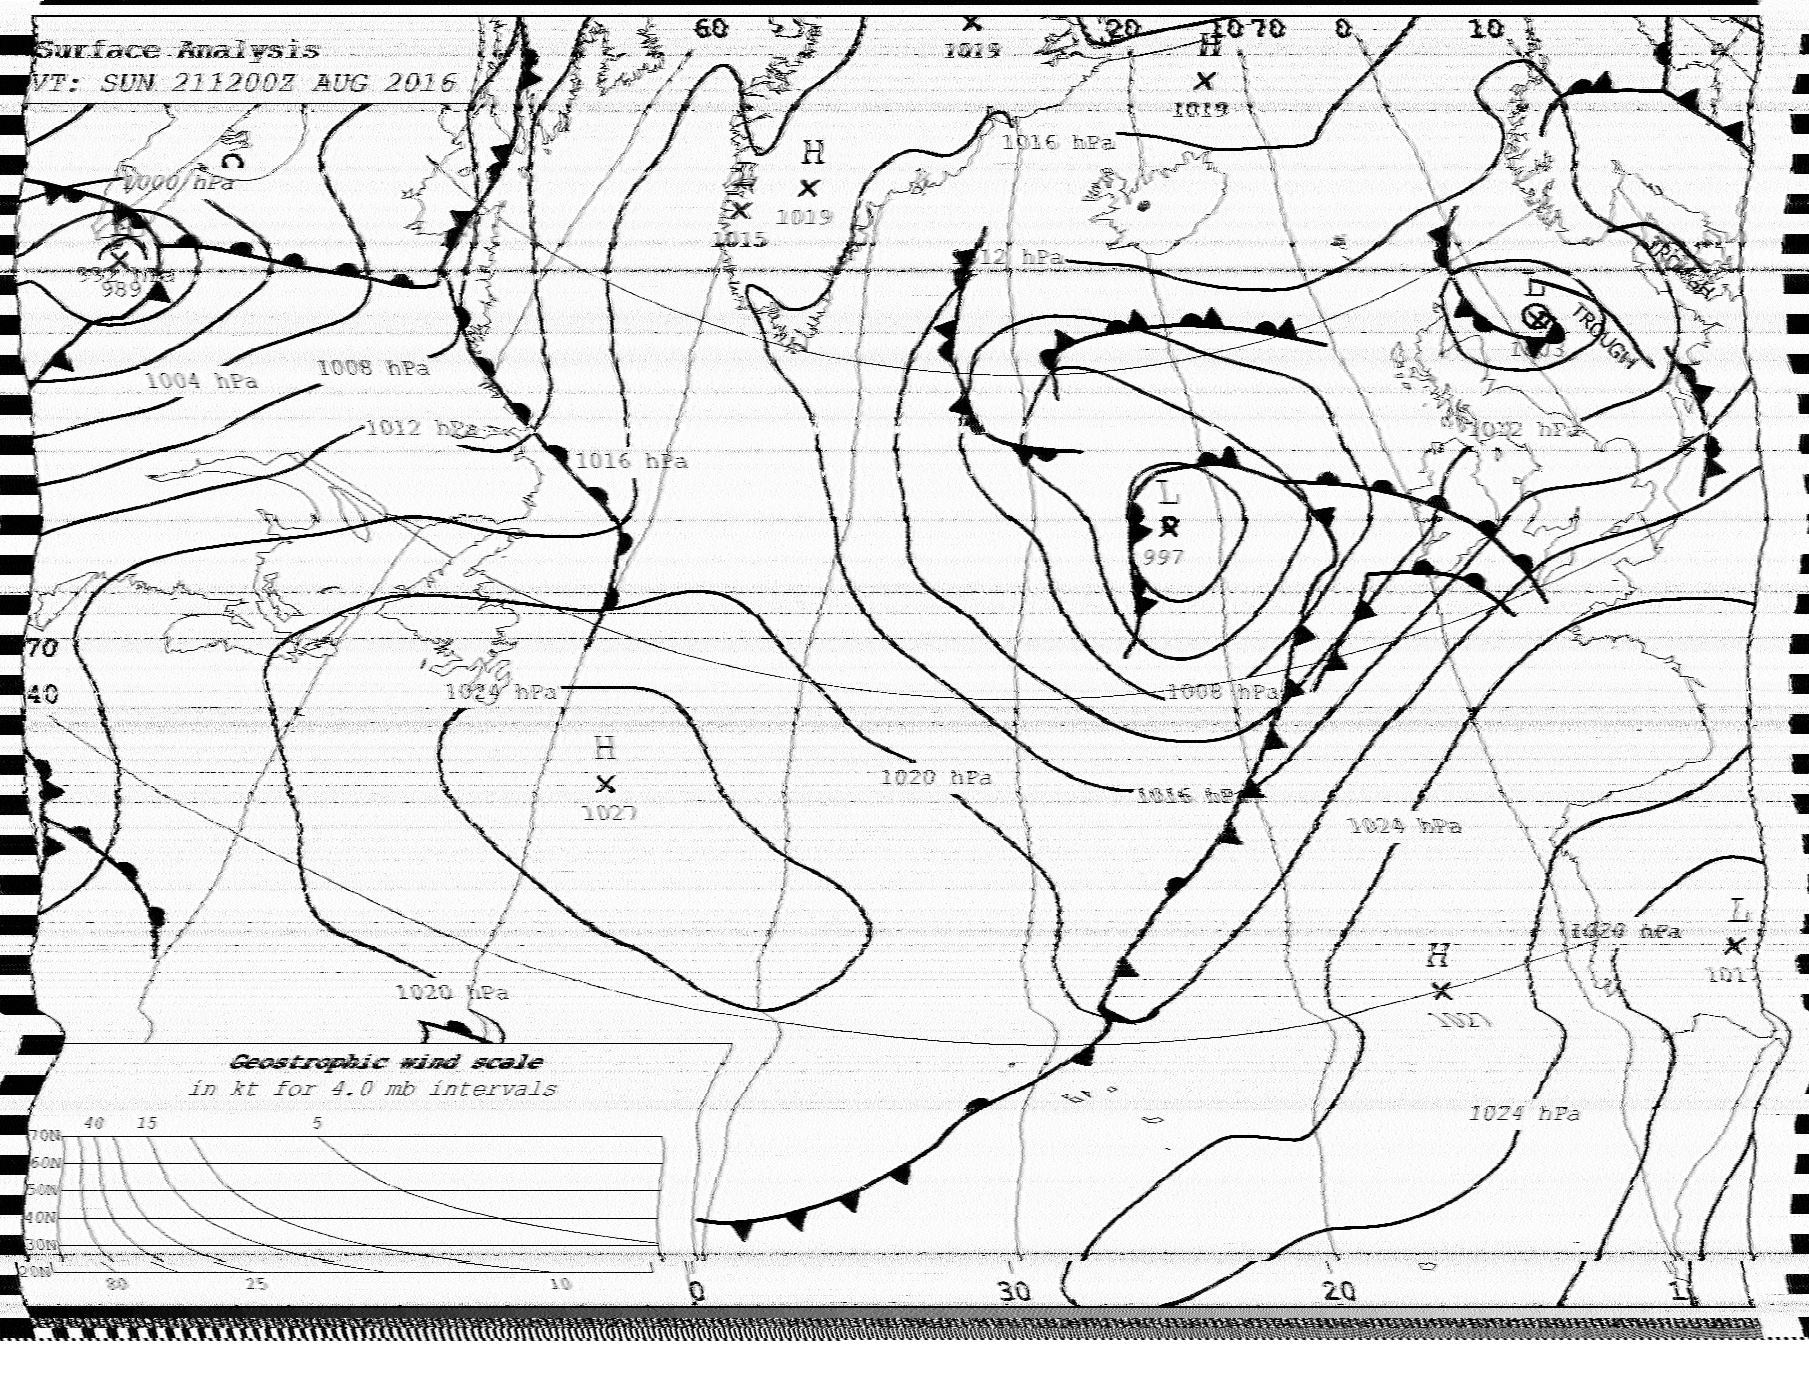 60
20
10 70
0
10
Surface Analysis
VT: SUN 211200Z AUG 2016
1019
H
1019
1016 hPa
H
1019
1000 hPa
1015
1012 hPa
989
TROUGH
L
TROUGH
1003
1004 hPa
1008 hPa
1012 hPa
1012 hPa
1016 hPa
L
997
70
40
1024 hPa
1008 hPa
H
1027
1020 hPa
1016 hPa
1024 hPa
L
1020 hPa
H
1020 hPa
1024 hPa
Geostrophic wind scale
in kt for 4.0 mb intervals
40 15 5
70N
60N
50N
40N
30N
20N
80 25 10
0
30
20